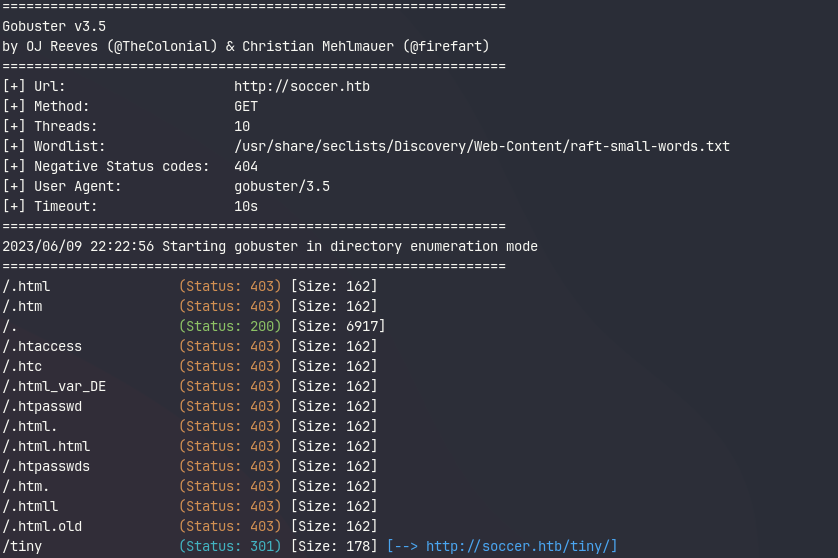 ===============================================================
Gobuster v3.5
by OJ Reeves (@TheColonial) & Christian Mehlmauer (@firefart)
===============================================================
[+] Url:                     http://soccer.htb
[+] Method:                  GET
[+] Threads:                 10
[+] Wordlist:                /usr/share/seclists/Discovery/Web-Content/raft-small-words.txt
[+] Negative Status codes:   404
[+] User Agent:              gobuster/3.5
[+] Timeout:                 10s
===============================================================
2023/06/09 22:22:56 Starting gobuster in directory enumeration mode
===============================================================
/.html                (Status: 403) [Size: 162]
/.htm                 (Status: 403) [Size: 162]
/.                    (Status: 200) [Size: 6917]
/.htaccess            (Status: 403) [Size: 162]
/.htc                 (Status: 403) [Size: 162]
/.html_var_DE         (Status: 403) [Size: 162]
/.htpasswd            (Status: 403) [Size: 162]
/.html.               (Status: 403) [Size: 162]
/.html.html           (Status: 403) [Size: 162]
/.htpasswds           (Status: 403) [Size: 162]
/.htm.                (Status: 403) [Size: 162]
/.htmll               (Status: 403) [Size: 162]
/.html.old            (Status: 403) [Size: 162]
/tiny                 (Status: 301) [Size: 178] [--> http://soccer.htb/tiny/]